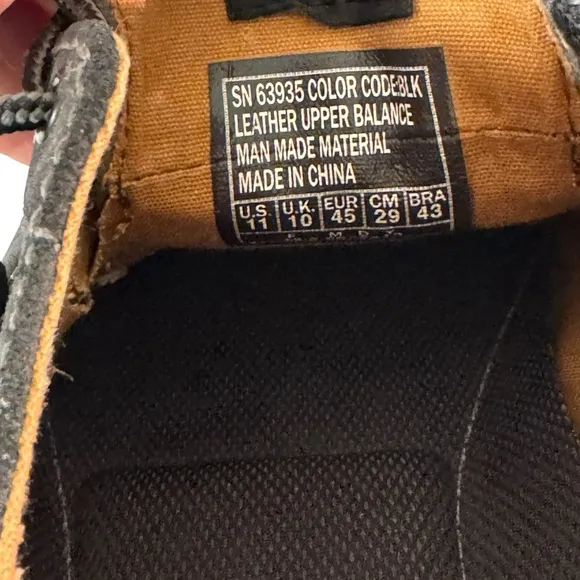 SN 63935 COLOR CODE:BLK
LEATHER UPPER BALANCE
MAN MADE MATERIAL
MADE IN CHINA
U.S. U.K. EUR CM BRA
11 10 45 29 43